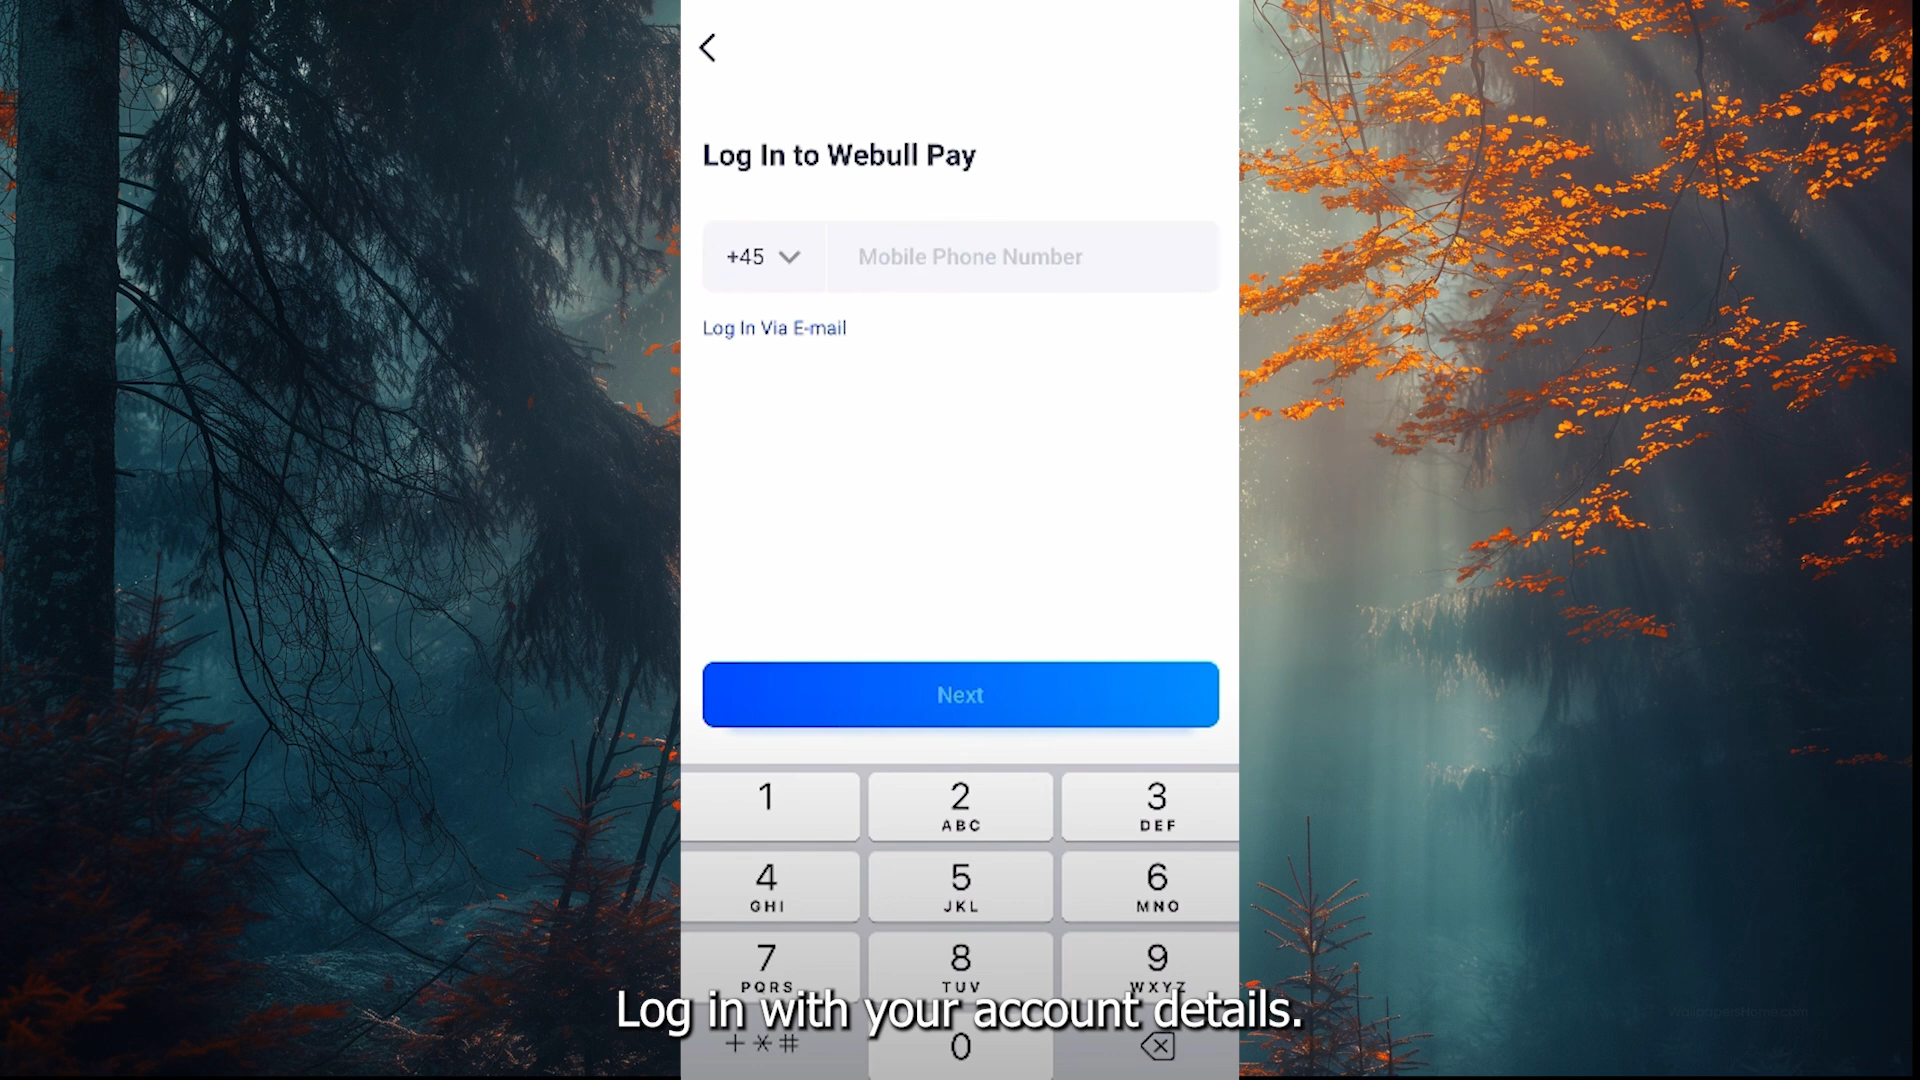 Log In to Webull Pay
+45 Mobile Phone Number
Log In Via E-mail
Next
1 2 3
ABC DEF
4 5 6
GHI JKL MNO
7 8 9
PQRS TUV WXYZ
Log in with your account details.
+*# 0